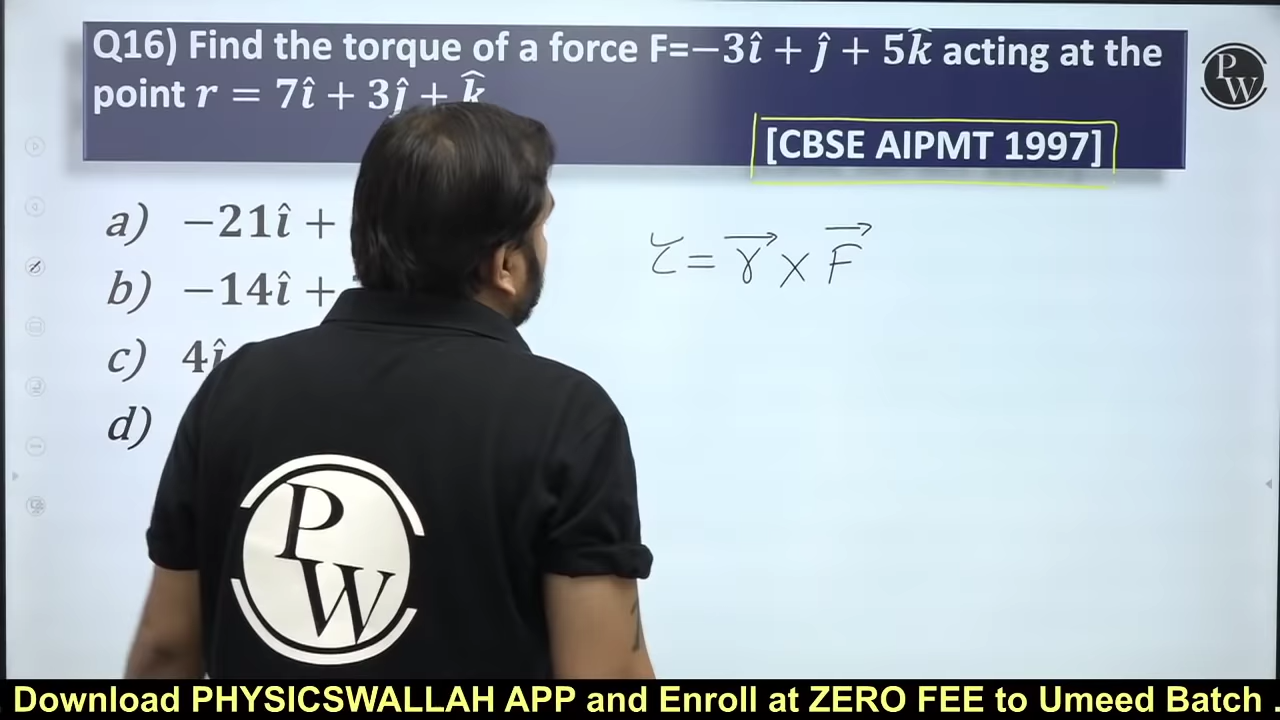 Q16) Find the torque of a force F=−3î + ĵ + 5k̂ acting at the
point r = 7î + 3ĵ + k̂
[CBSE AIPMT 1997]
P
W
a) −21î +
b) −14î +
c) 4î
d)
τ = r⃗ × F⃗
P
W
Download PHYSICSWALLAH APP and Enroll at ZERO FEE to Umeed Batch .